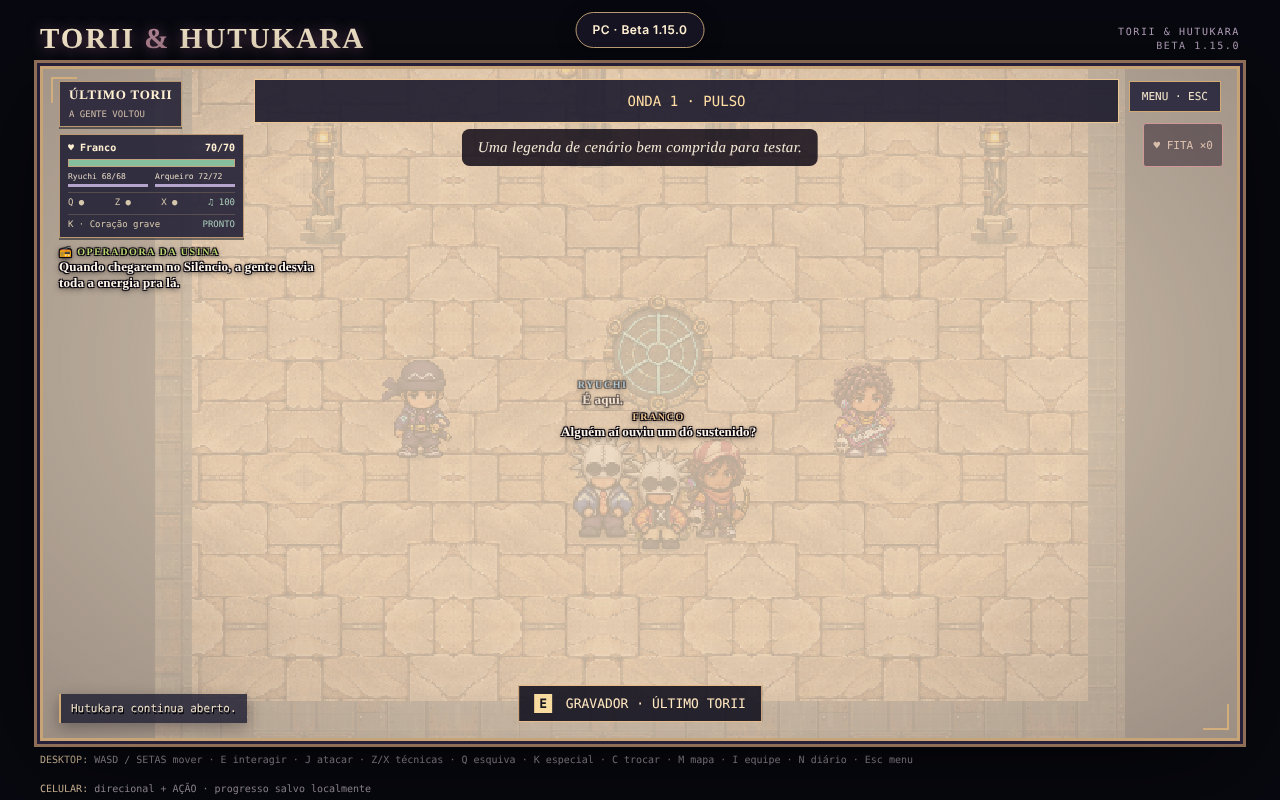 TORII & HUTUKARA
PC · Beta 1.15.0
TORII & HUTUKARA
BETA 1.15.0
ÚLTIMO TORII
A GENTE VOLTOU
ONDA 1 · PULSO
MENU · ESC
Uma legenda de cenário bem comprida para testar.
♥ FITA ×0
♥ Franco 70/70
Ryuchi 68/68 Arqueiro 72/72
Q ● Z ● X ● ♫ 100
K · Coração grave PRONTO
📻 OPERADORA DA USINA
Quando chegarem no Silêncio, a gente desvia
toda a energia pra lá.
RYUCHI
É aqui.
FRANCO
Alguém aí ouviu um dó sustenido?
Hutukara continua aberto.
E GRAVADOR · ÚLTIMO TORII
DESKTOP: WASD / SETAS mover · E interagir · J atacar · Z/X técnicas · Q esquiva · K especial · C trocar · M mapa · I equipe · N diário · Esc menu
CELULAR: direcional + AÇÃO · progresso salvo localmente